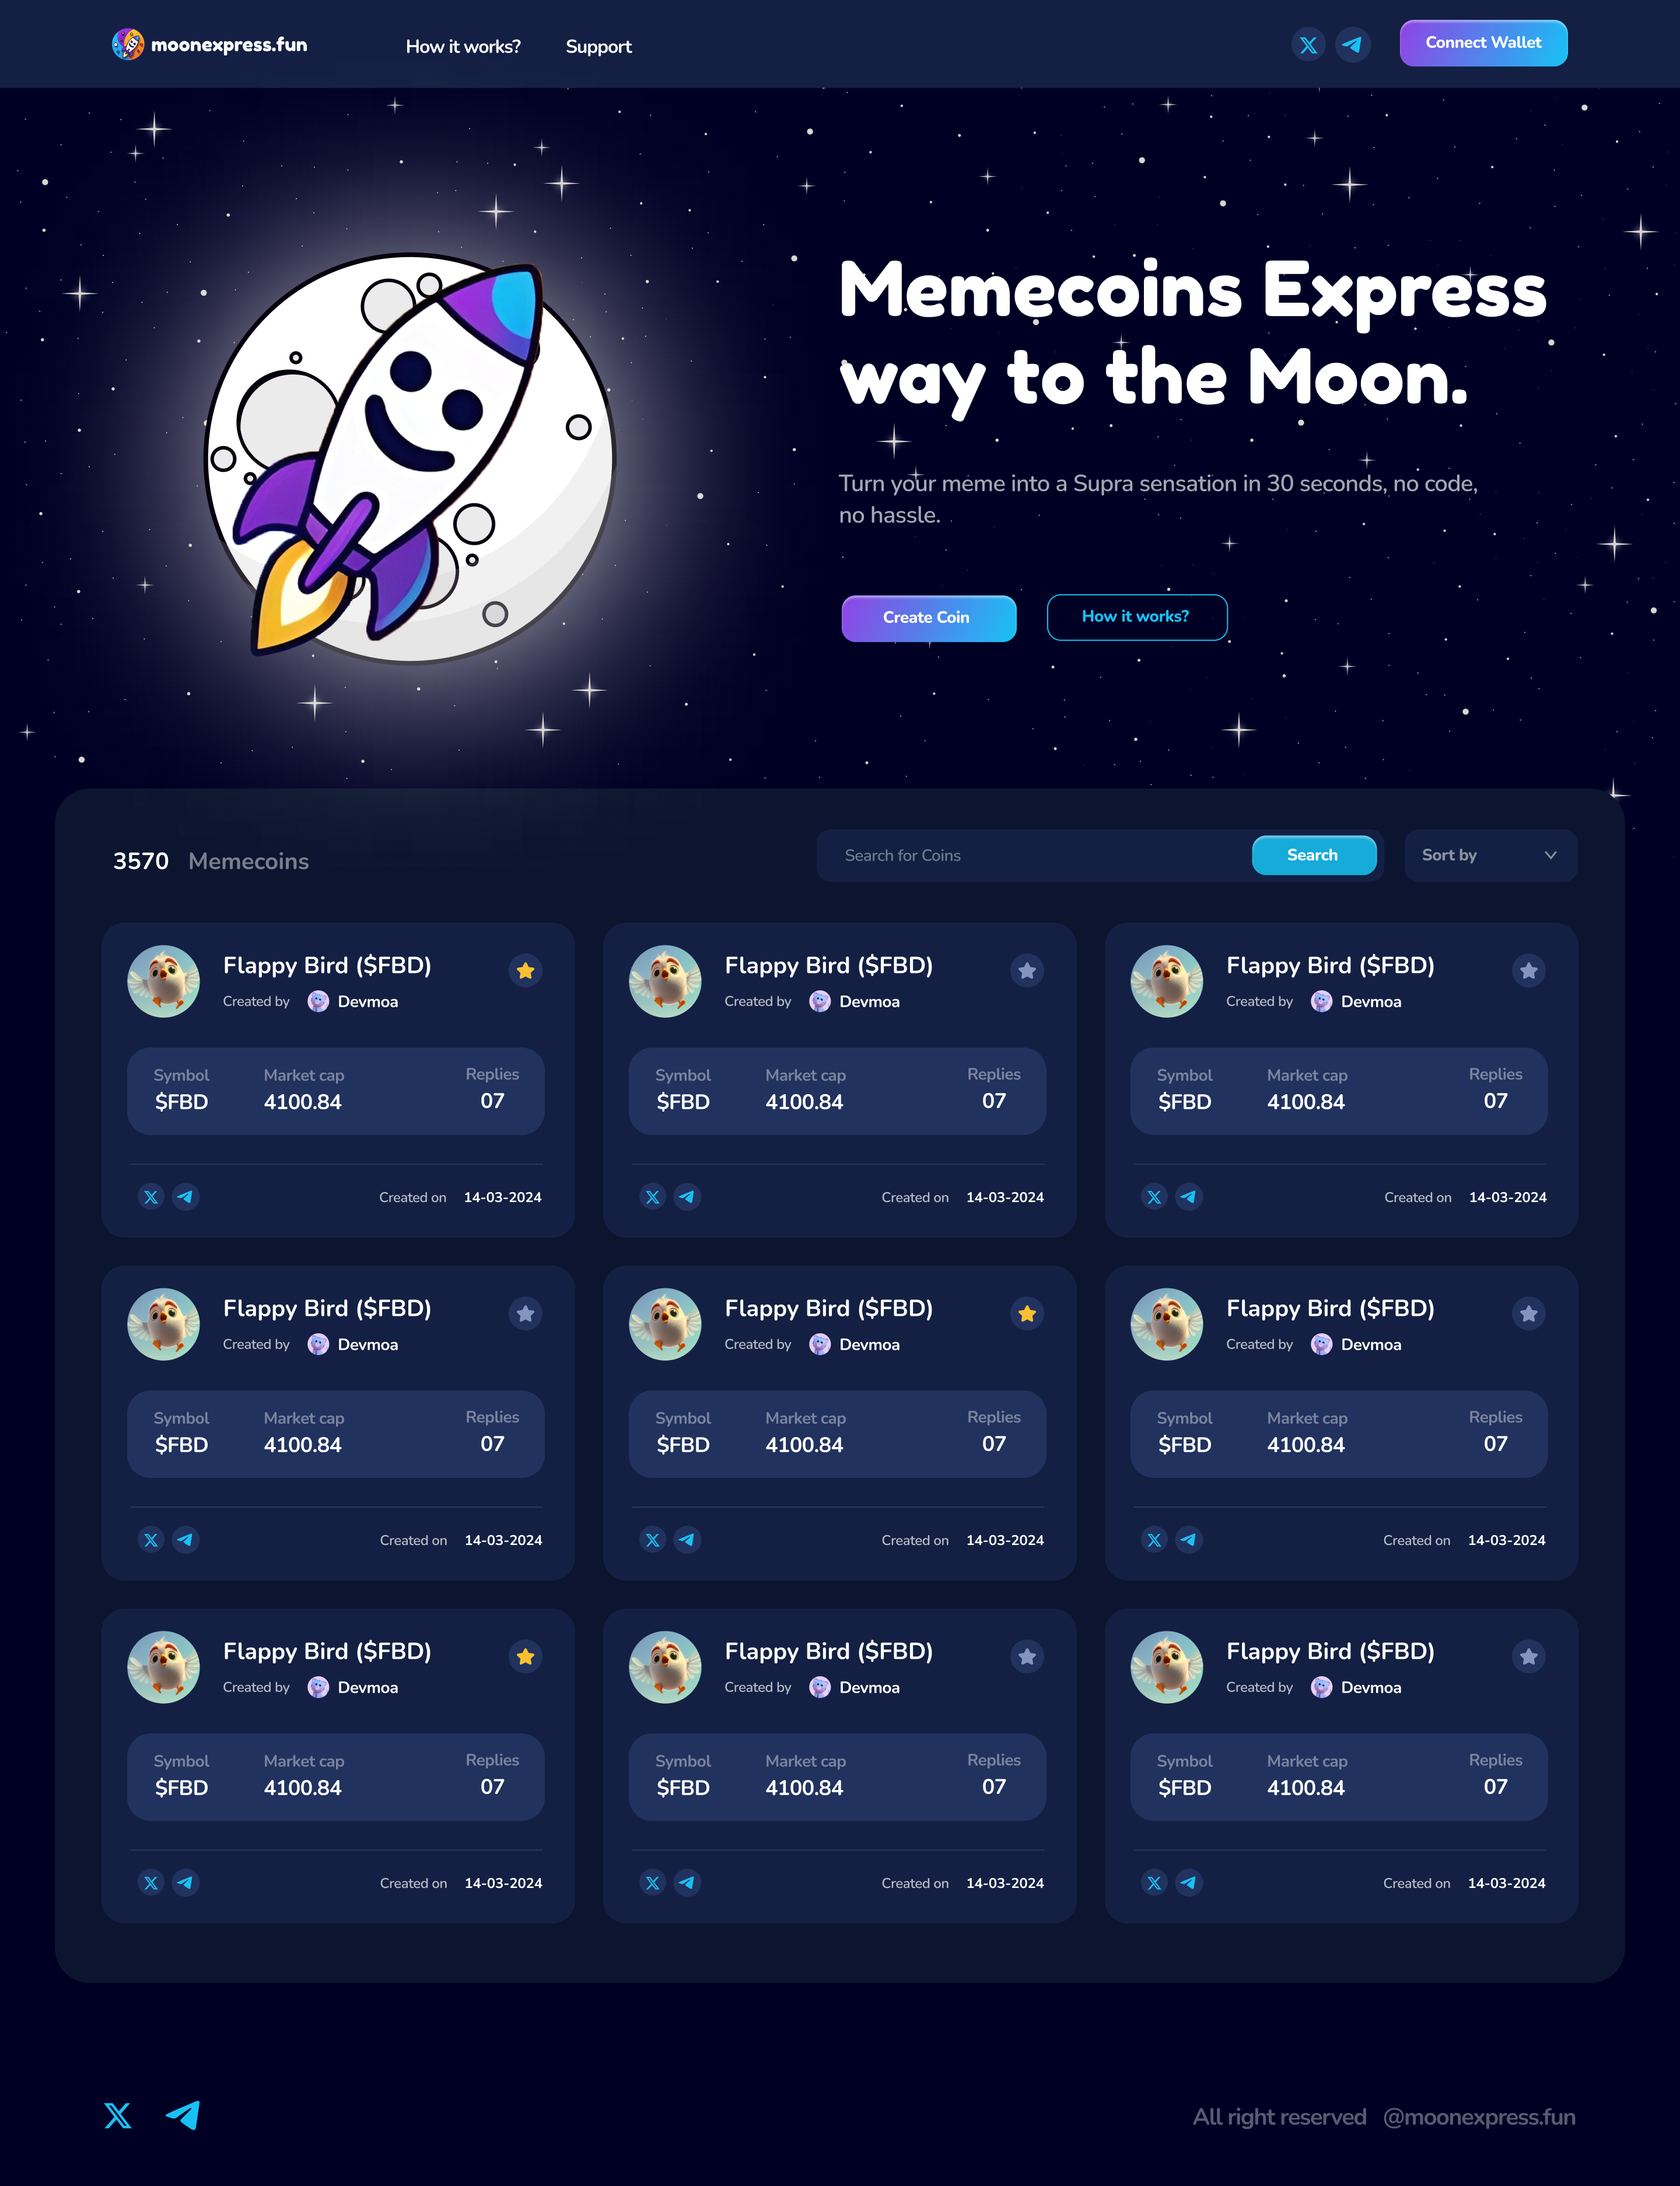 moonexpress.fun
How it works?
Support
Connect Wallet
Memecoins Express
way to the Moon.
Turn your meme into a Supra sensation in 30 seconds, no code,
no hassle.
Create Coin
How it works?
3570 Memecoins
Search for Coins
Search
Sort by
Flappy Bird ($FBD)
Created by Devmoa
Symbol Market cap Replies
$FBD 4100.84 07
Created on 14-03-2024
Flappy Bird ($FBD)
Created by Devmoa
Symbol Market cap Replies
$FBD 4100.84 07
Created on 14-03-2024
Flappy Bird ($FBD)
Created by Devmoa
Symbol Market cap Replies
$FBD 4100.84 07
Created on 14-03-2024
Flappy Bird ($FBD)
Created by Devmoa
Symbol Market cap Replies
$FBD 4100.84 07
Created on 14-03-2024
Flappy Bird ($FBD)
Created by Devmoa
Symbol Market cap Replies
$FBD 4100.84 07
Created on 14-03-2024
Flappy Bird ($FBD)
Created by Devmoa
Symbol Market cap Replies
$FBD 4100.84 07
Created on 14-03-2024
Flappy Bird ($FBD)
Created by Devmoa
Symbol Market cap Replies
$FBD 4100.84 07
Created on 14-03-2024
Flappy Bird ($FBD)
Created by Devmoa
Symbol Market cap Replies
$FBD 4100.84 07
Created on 14-03-2024
Flappy Bird ($FBD)
Created by Devmoa
Symbol Market cap Replies
$FBD 4100.84 07
Created on 14-03-2024
All right reserved @moonexpress.fun